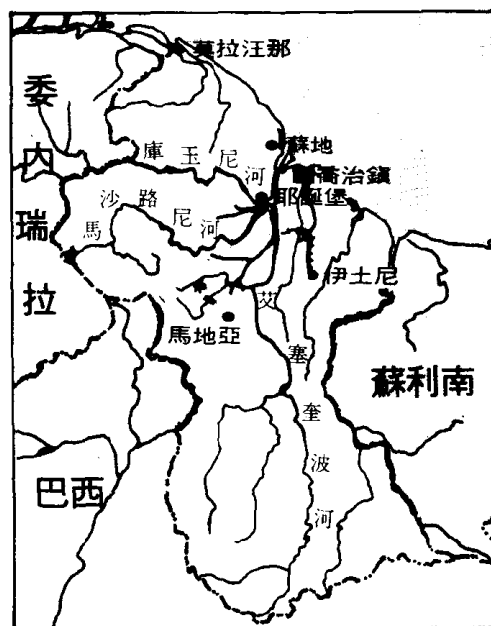 莫拉汪那
委內瑞拉
庫玉尼河
蘇地
喬治鎮
耶誕堡
馬沙路尼河
伊土尼
艾塞奎波河
馬地亞
蘇利南
巴西